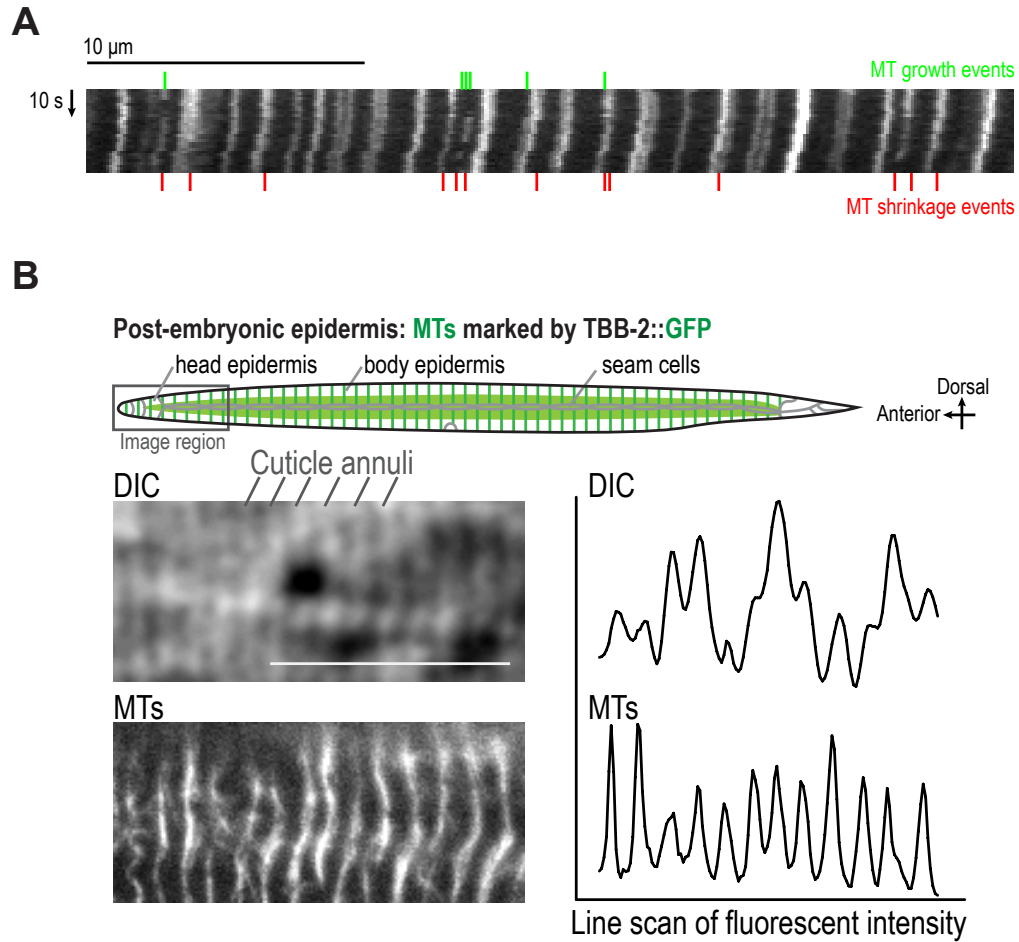 A
10 µm
MT growth events
10 s
MT shrinkage events
B
Post-embryonic epidermis: MTs marked by TBB-2::GFP
head epidermis
body epidermis
seam cells
Dorsal
Anterior
Image region
Cuticle annuli
DIC
DIC
MTs
MTs
Line scan of fluorescent intensity